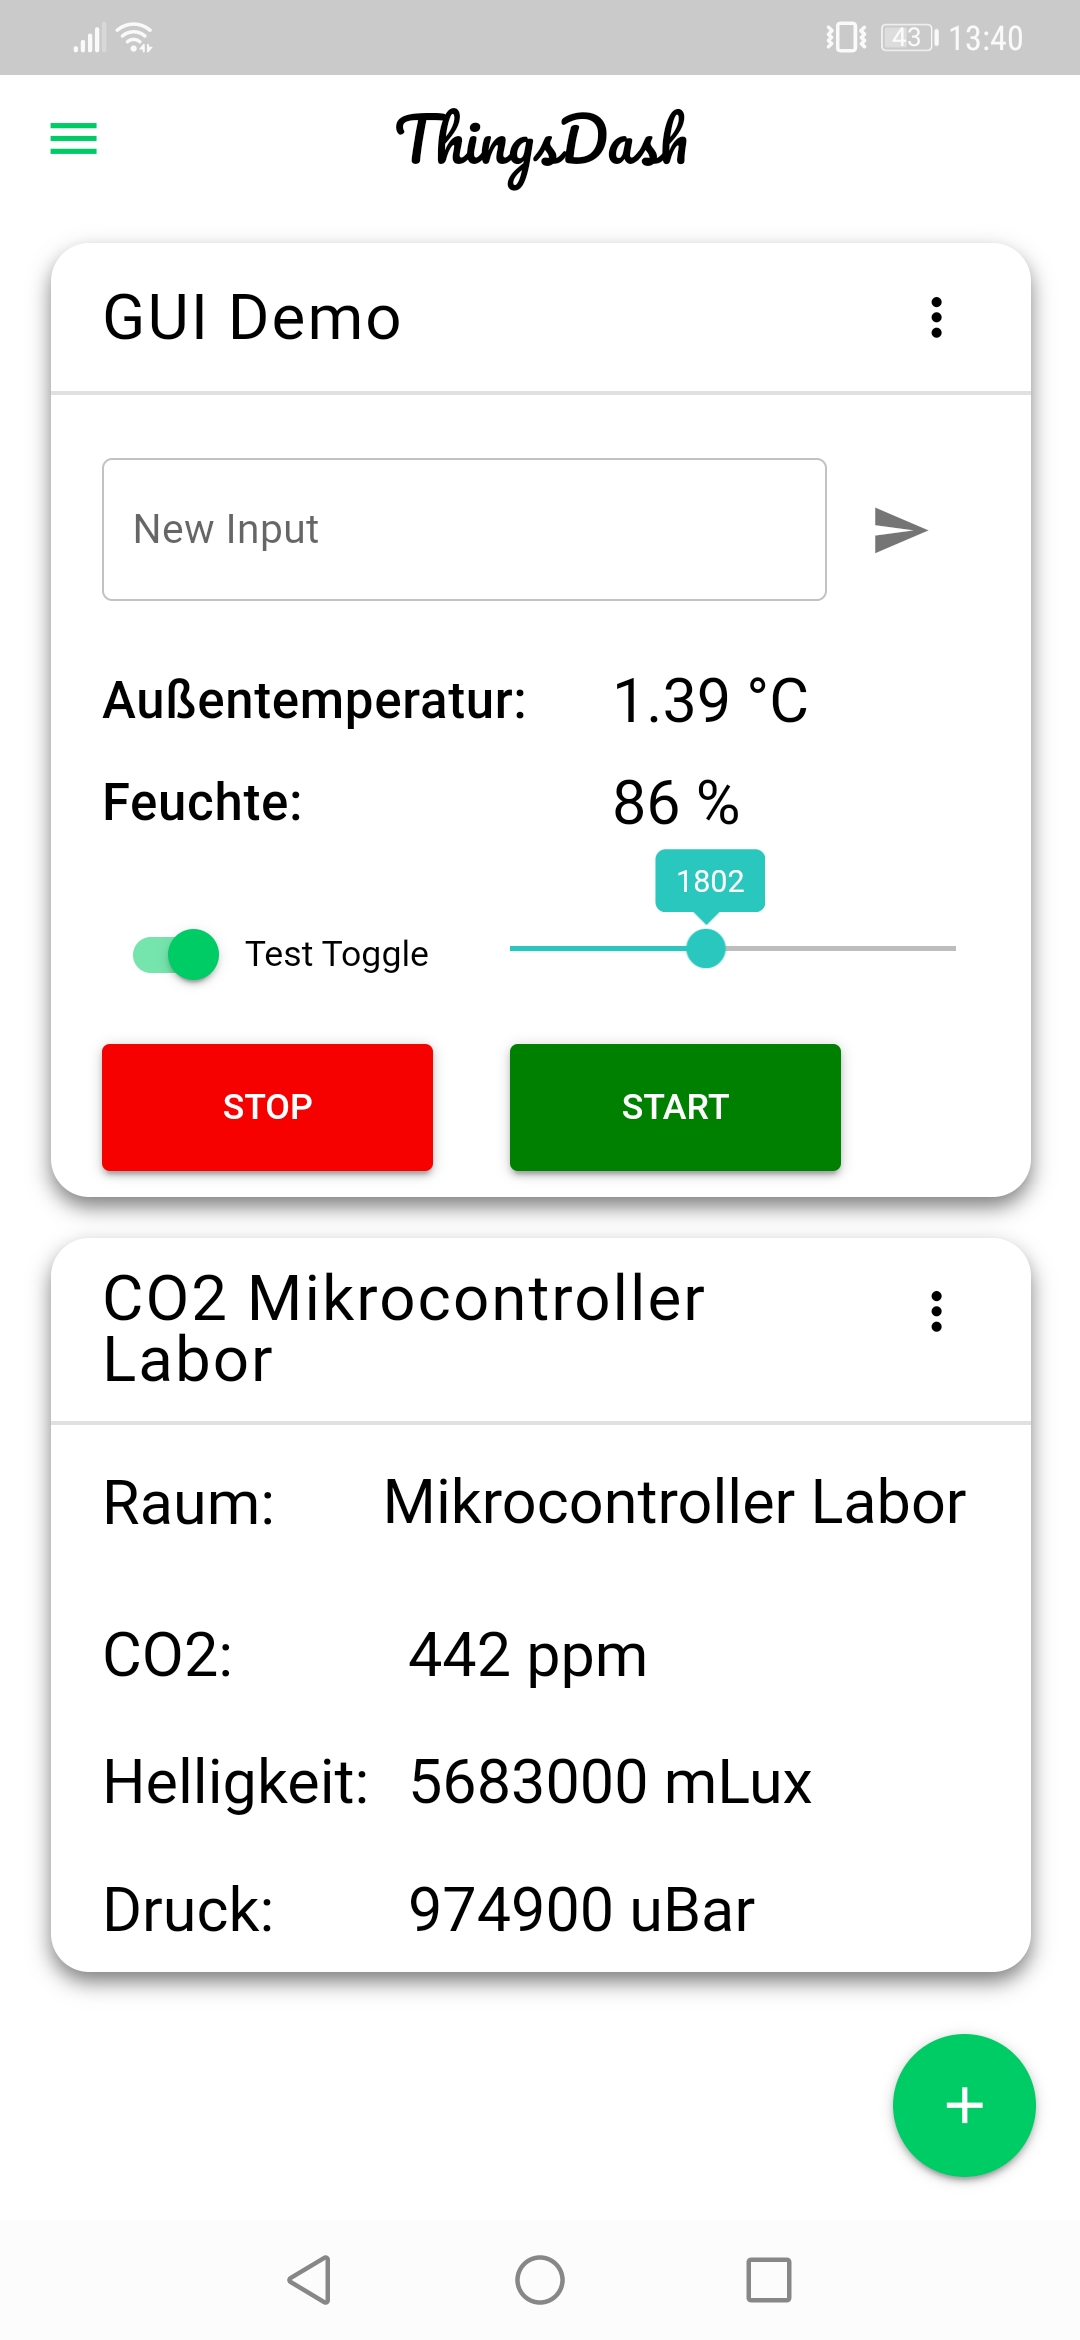 43 13:40
ThingsDash
GUI Demo
New Input
Außentemperatur: 1.39 °C
Feuchte: 86 %
1802
Test Toggle
STOP START
CO2 Mikrocontroller
Labor
Raum: Mikrocontroller Labor
CO2: 442 ppm
Helligkeit: 5683000 mLux
Druck: 974900 uBar